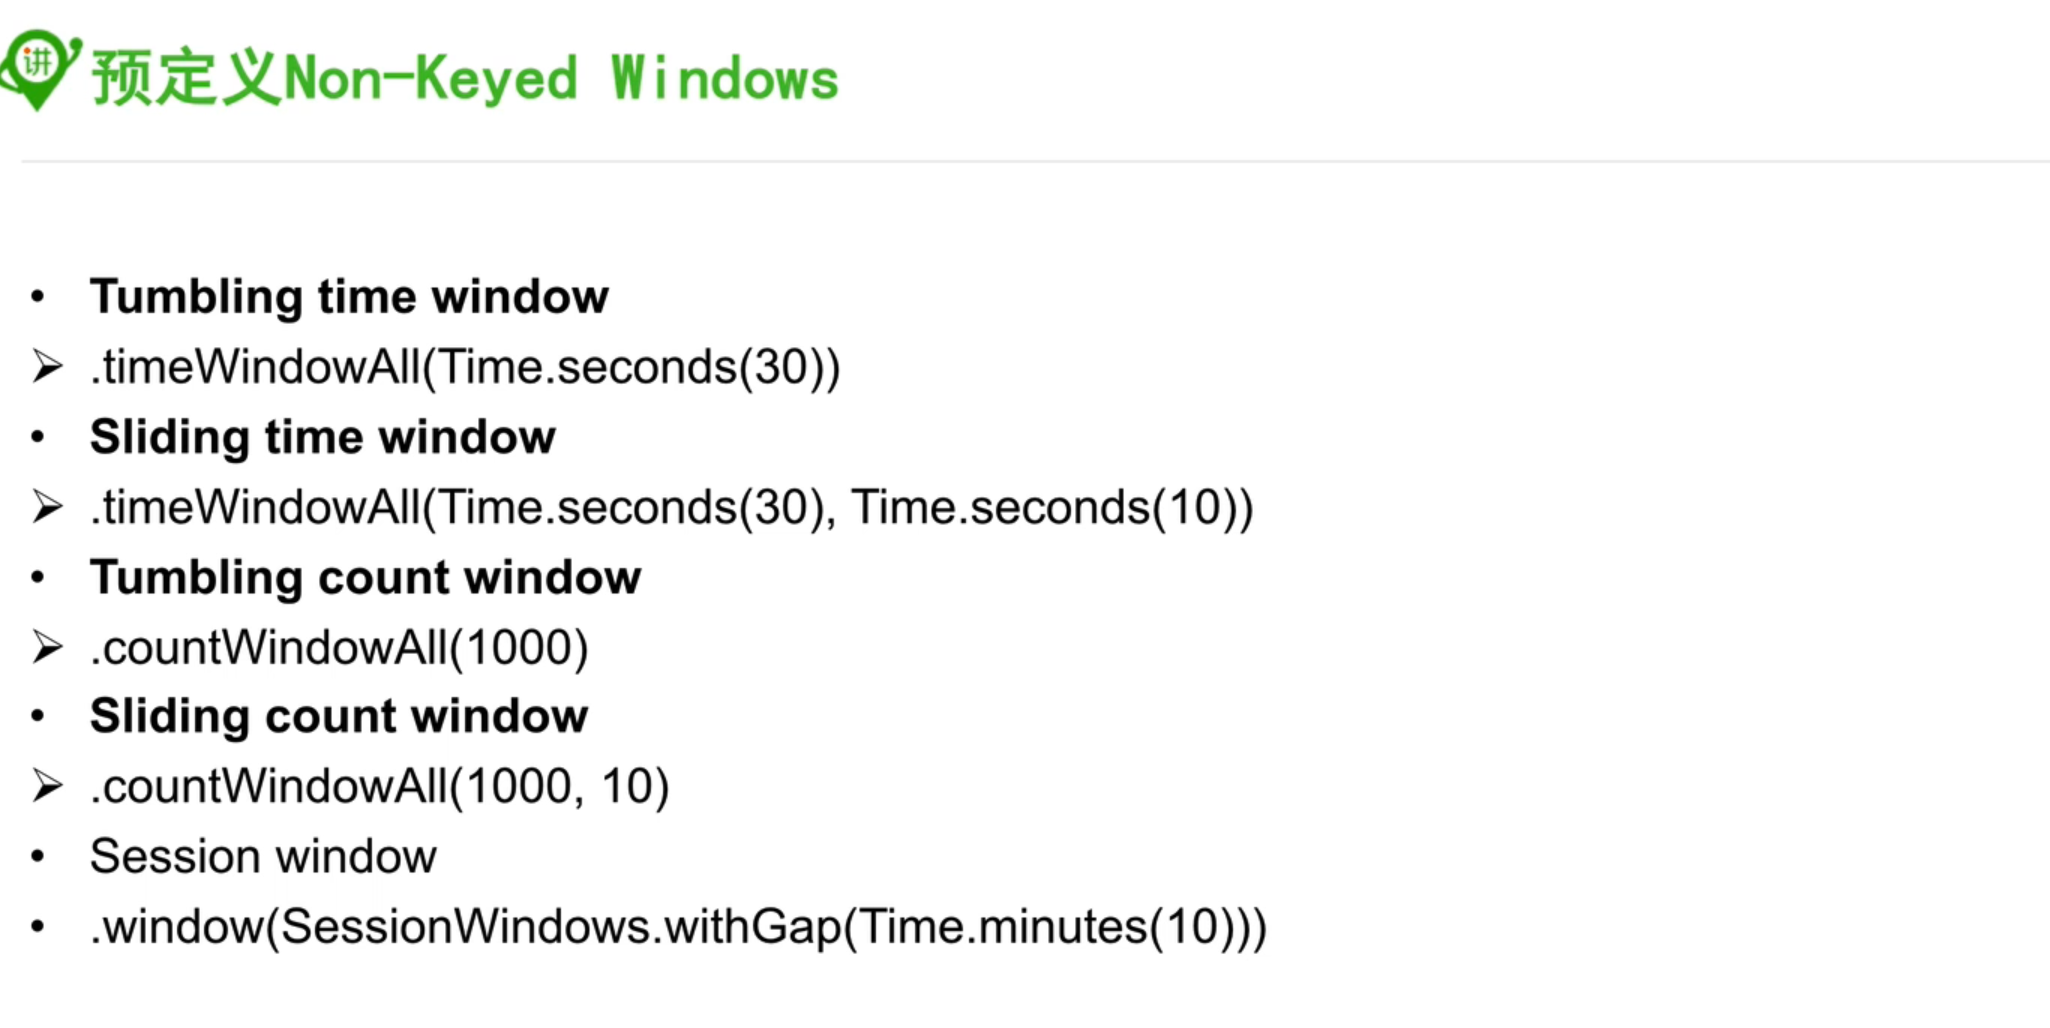 讲
预定义Non-Keyed Windows
• Tumbling time window
➢ .timeWindowAll(Time.seconds(30))
• Sliding time window
➢ .timeWindowAll(Time.seconds(30), Time.seconds(10))
• Tumbling count window
➢ .countWindowAll(1000)
• Sliding count window
➢ .countWindowAll(1000, 10)
• Session window
• .window(SessionWindows.withGap(Time.minutes(10)))